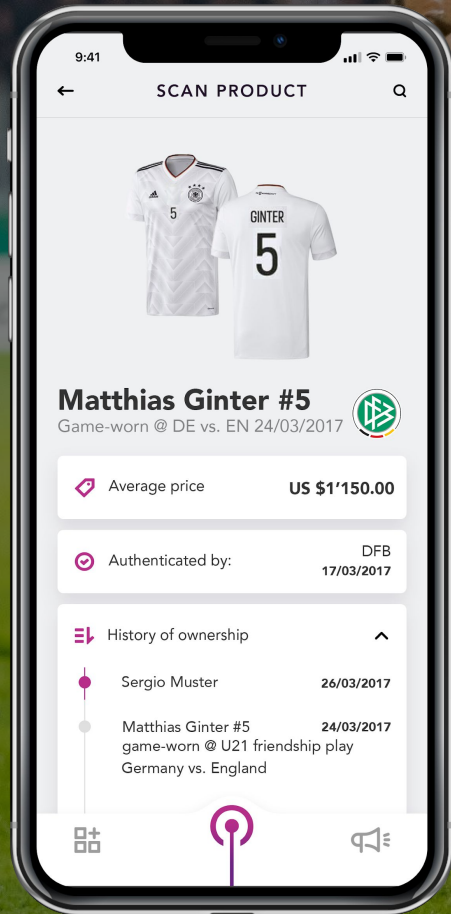 9:41
SCAN PRODUCT
5
GINTER
5
Matthias Ginter #5
Game-worn @ DE vs. EN 24/03/2017
DFB
Average price US $1’150.00
Authenticated by: DFB
17/03/2017
History of ownership
Sergio Muster 26/03/2017
Matthias Ginter #5 24/03/2017
game-worn @ U21 friendship play
Germany vs. England